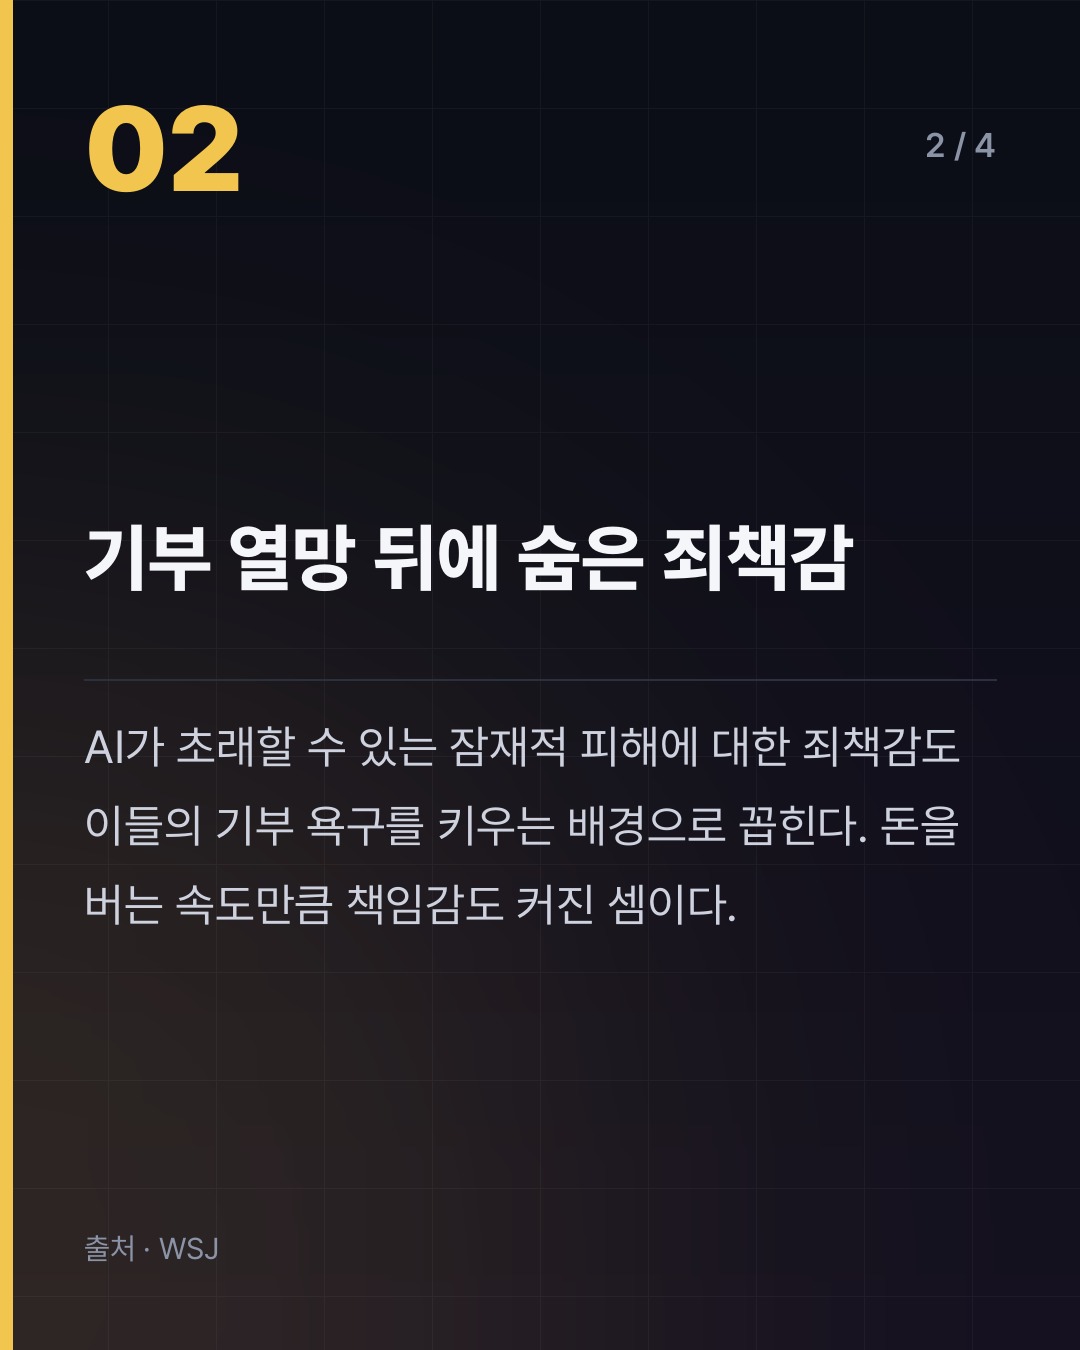 02
2 / 4
기부 열망 뒤에 숨은 죄책감
AI가 초래할 수 있는 잠재적 피해에 대한 죄책감도
이들의 기부 욕구를 키우는 배경으로 꼽힌다. 돈을
버는 속도만큼 책임감도 커진 셈이다.
출처 · WSJ